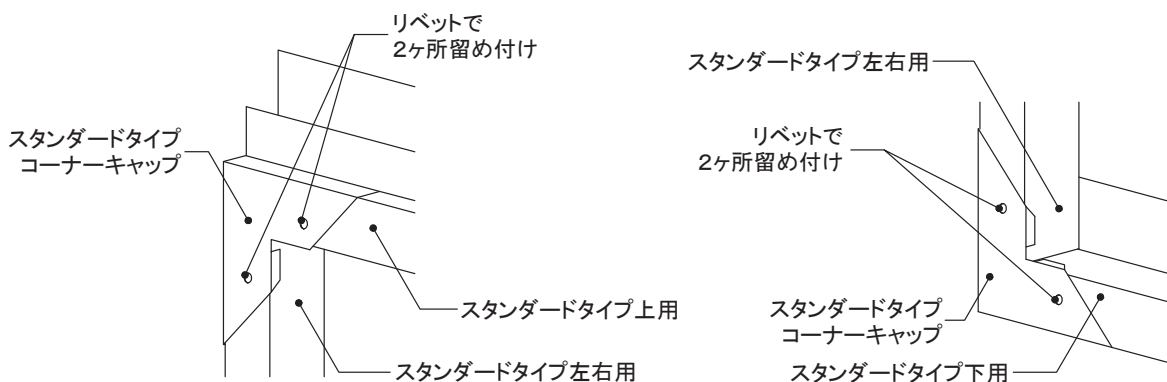 リベットで
2ヶ所留め付け
スタンダードタイプ
コーナーキャップ
スタンダードタイプ上用
スタンダードタイプ左右用
スタンダードタイプ左右用
リベットで
2ヶ所留め付け
スタンダードタイプ
コーナーキャップ
スタンダードタイプ下用